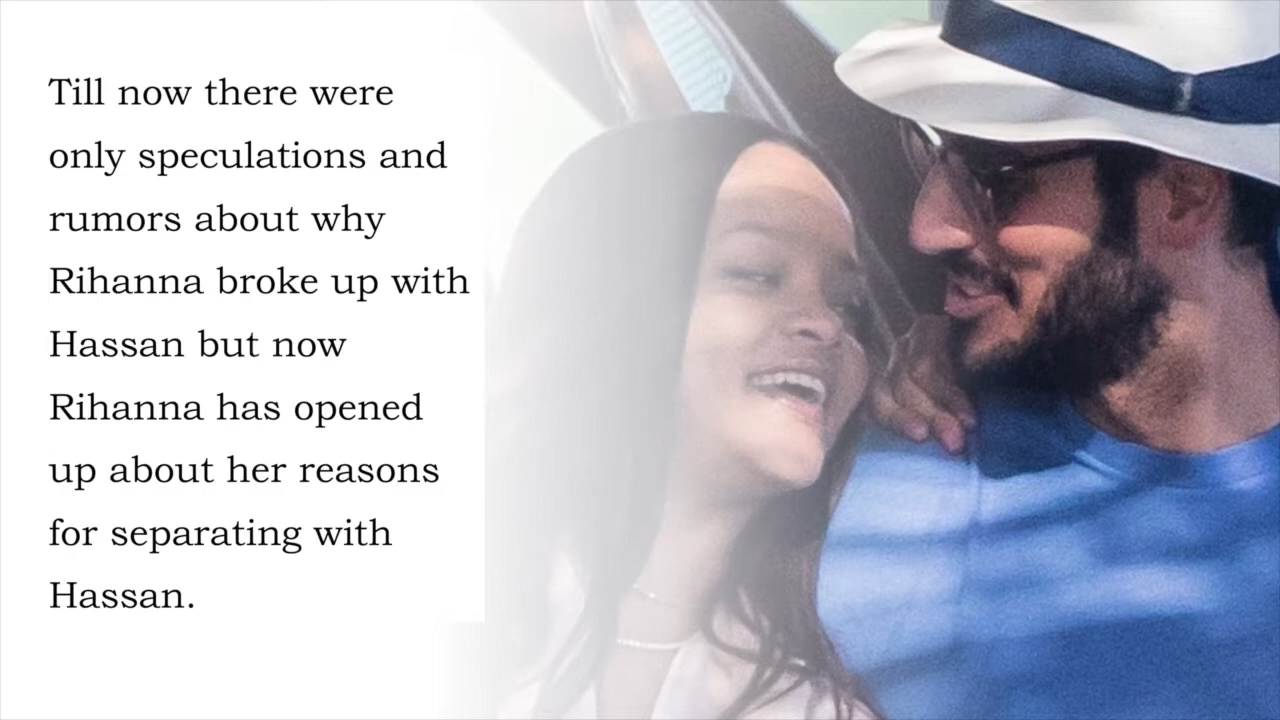 Till now there were
only speculations and
rumors about why
Rihanna broke up with
Hassan but now
Rihanna has opened
up about her reasons
for separating with
Hassan.